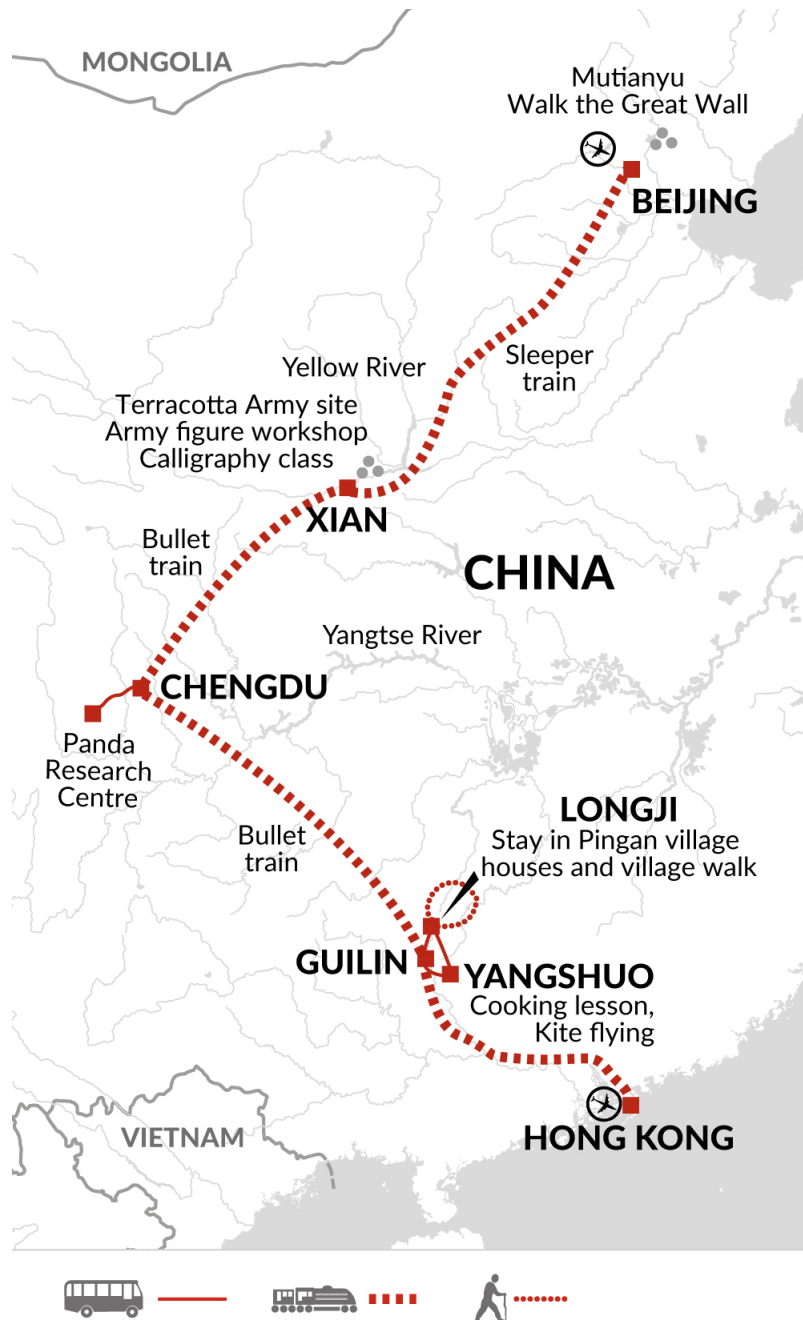 MONGOLIA
Mutianyu
Walk the Great Wall
BEIJING
Sleeper
train
Yellow River
Terracotta Army site
Army figure workshop
Calligraphy class
XIAN
Bullet
train
CHINA
Yangtse River
CHENGDU
Panda
Research
Centre
Bullet
train
LONGJI
Stay in Pingan village
houses and village walk
GUILIN
YANGSHUO
Cooking lesson,
Kite flying
HONG KONG
VIETNAM